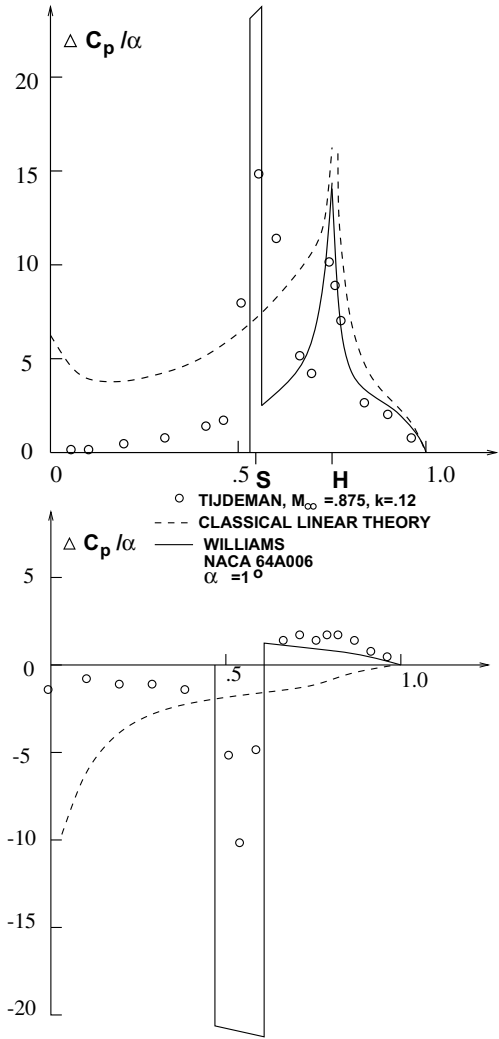 Δ Cp /α
20
15
10
5
0
0 .5 1.0
S H
○ TIJDEMAN, M∞ =.875, k=.12
CLASSICAL LINEAR THEORY
Δ Cp/α
WILLIAMS
NACA 64A006
α =1°
5
0
.5 1.0
-5
-10
-15
-20